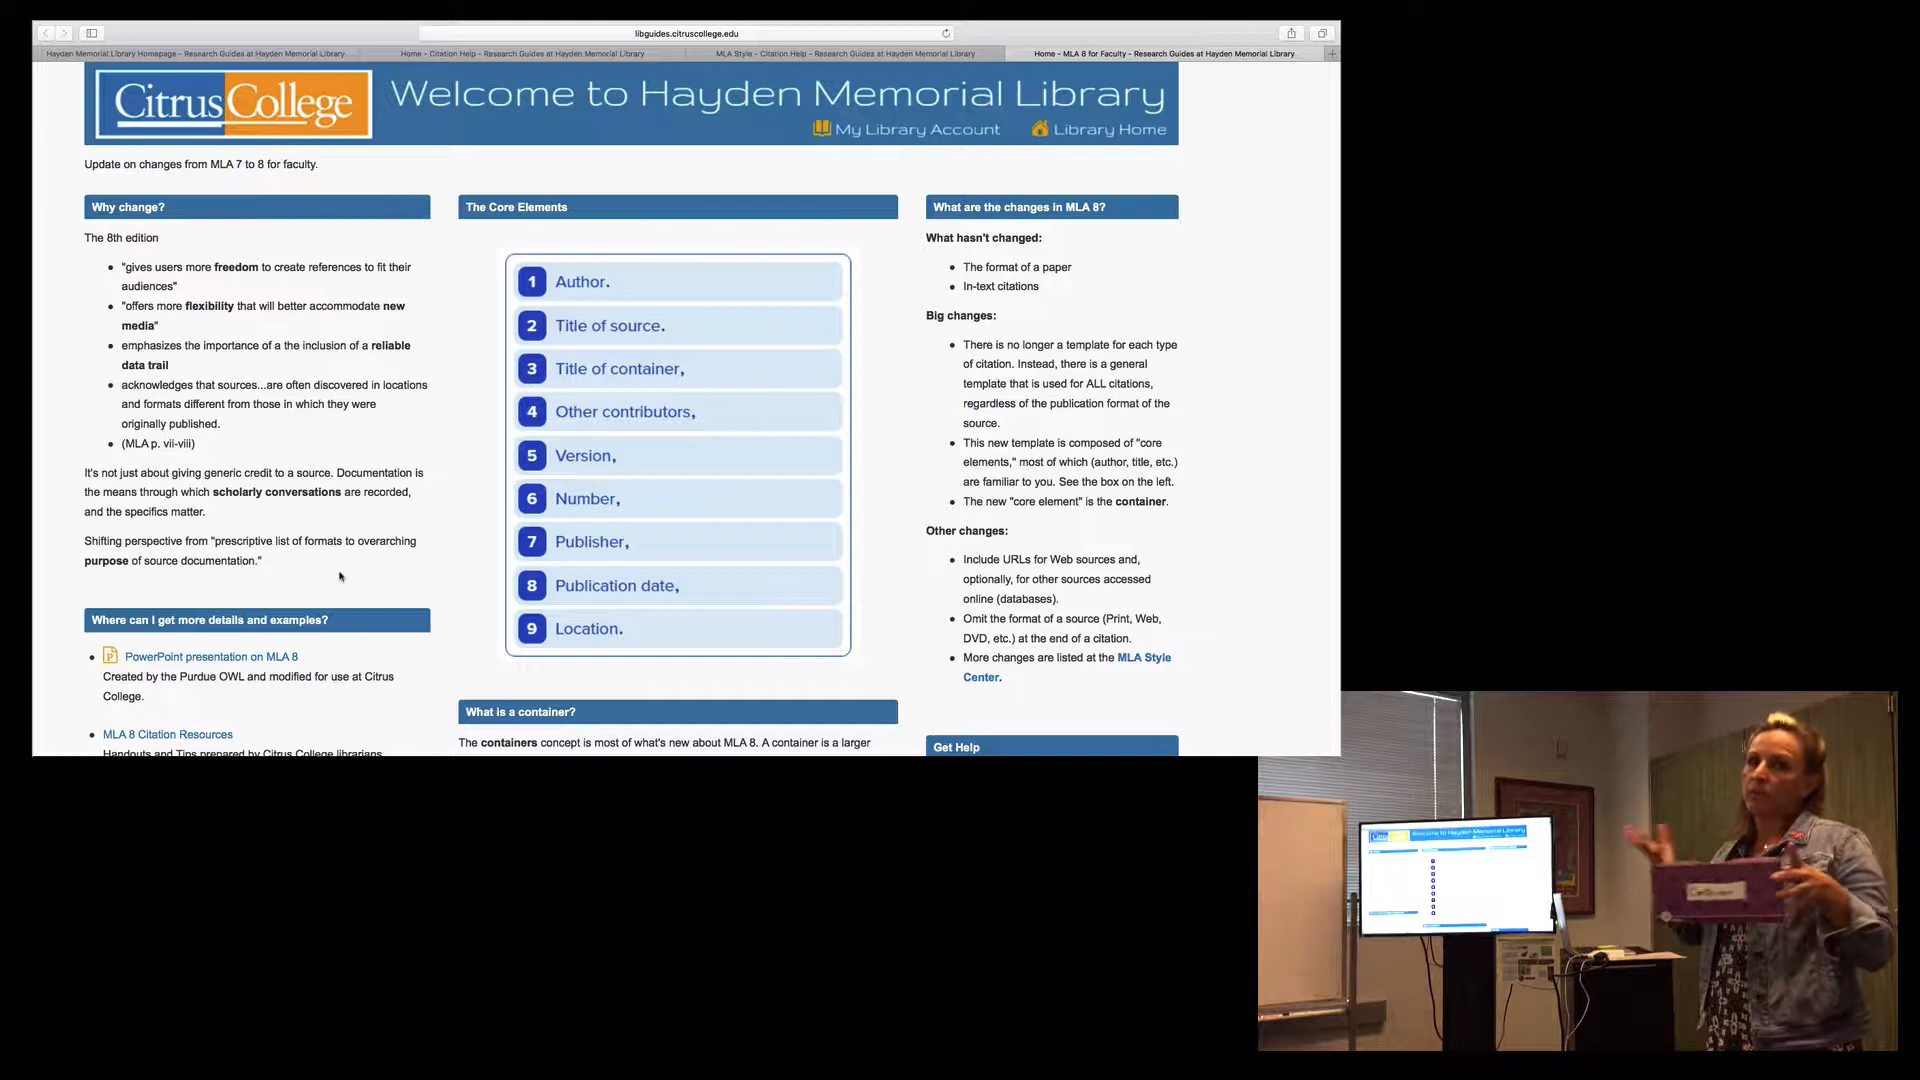 libguides.citruscollege.edu
Hayden Memorial Library Homepage - Research Guides at Hayden Memorial Library
Home - Citation Help - Research Guides at Hayden Memorial Library
MLA Style - Citation Help - Research Guides at Hayden Memorial Library
Home - MLA 8 for Faculty - Research Guides at Hayden Memorial Library
CitrusCollege
Welcome to Hayden Memorial Library
My Library Account
Library Home
Update on changes from MLA 7 to 8 for faculty.
Why change?
The 8th edition
"gives users more freedom to create references to fit their
audiences"
"offers more flexibility that will better accommodate new
media"
emphasizes the importance of a the inclusion of a reliable
data trail
acknowledges that sources...are often discovered in locations
and formats different from those in which they were
originally published.
(MLA p. vii-viii)
It's not just about giving generic credit to a source. Documentation is
the means through which scholarly conversations are recorded,
and the specifics matter.
Shifting perspective from "prescriptive list of formats to overarching
purpose of source documentation."
Where can I get more details and examples?
PowerPoint presentation on MLA 8
Created by the Purdue OWL and modified for use at Citrus
College.
MLA 8 Citation Resources
Handouts and Tips prepared by Citrus College librarians
The Core Elements
1 Author.
2 Title of source.
3 Title of container,
4 Other contributors,
5 Version,
6 Number,
7 Publisher,
8 Publication date,
9 Location.
What is a container?
The containers concept is most of what's new about MLA 8. A container is a larger
What are the changes in MLA 8?
What hasn't changed:
The format of a paper
In-text citations
Big changes:
There is no longer a template for each type
of citation. Instead, there is a general
template that is used for ALL citations,
regardless of the publication format of the
source.
This new template is composed of "core
elements," most of which (author, title, etc.)
are familiar to you. See the box on the left.
The new "core element" is the container.
Other changes:
Include URLs for Web sources and,
optionally, for other sources accessed
online (databases).
Omit the format of a source (Print, Web,
DVD, etc.) at the end of a citation.
More changes are listed at the MLA Style
Center.
Get Help
Welcome to Hayden Memorial Library